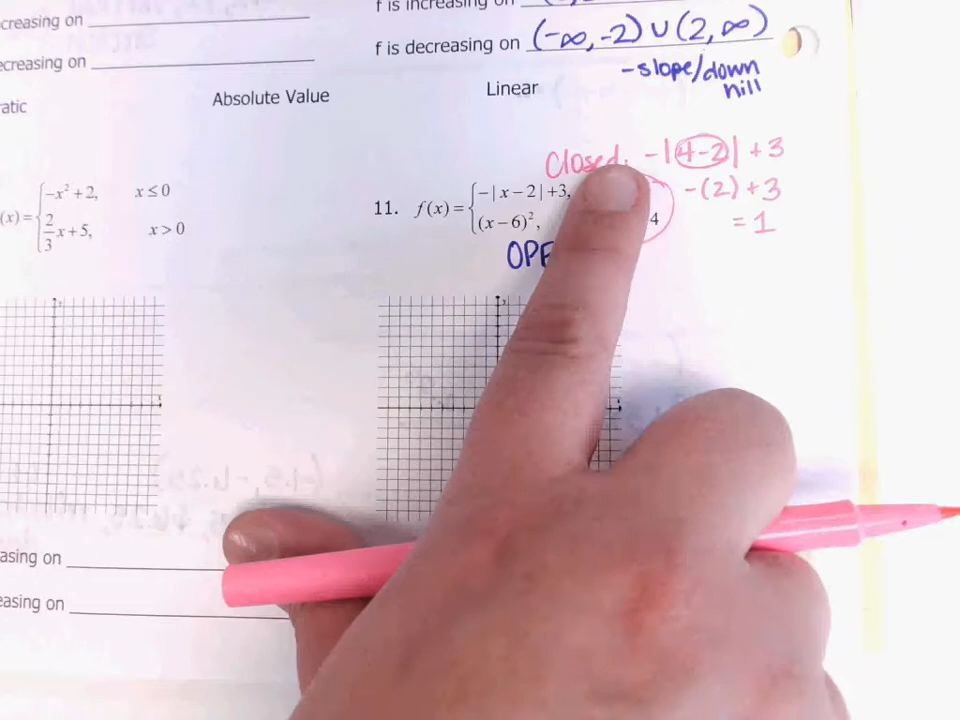 f is increasing on
creasing on
f is decreasing on (-∞, -2) ∪ (2, ∞)
ecreasing on
-slope/down
hill
atic
Absolute Value
Linear
Closed: -|4-2| +3
-(2) +3
= 1
(x) = { -x² + 2, x ≤ 0
2/3 x + 5, x > 0
11. f(x) = { -|x - 2| + 3,
(x - 6)², 4
OPE
asing on
easing on